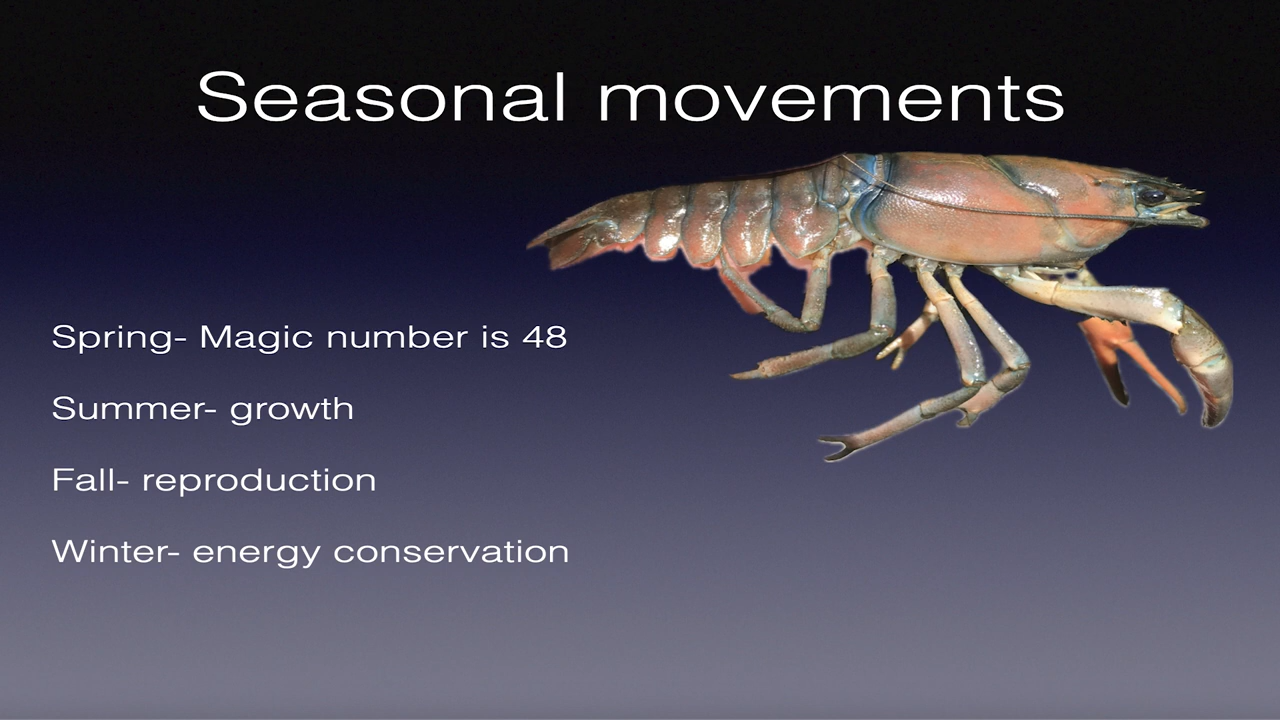 Seasonal movements
Spring- Magic number is 48
Summer- growth
Fall- reproduction
Winter- energy conservation